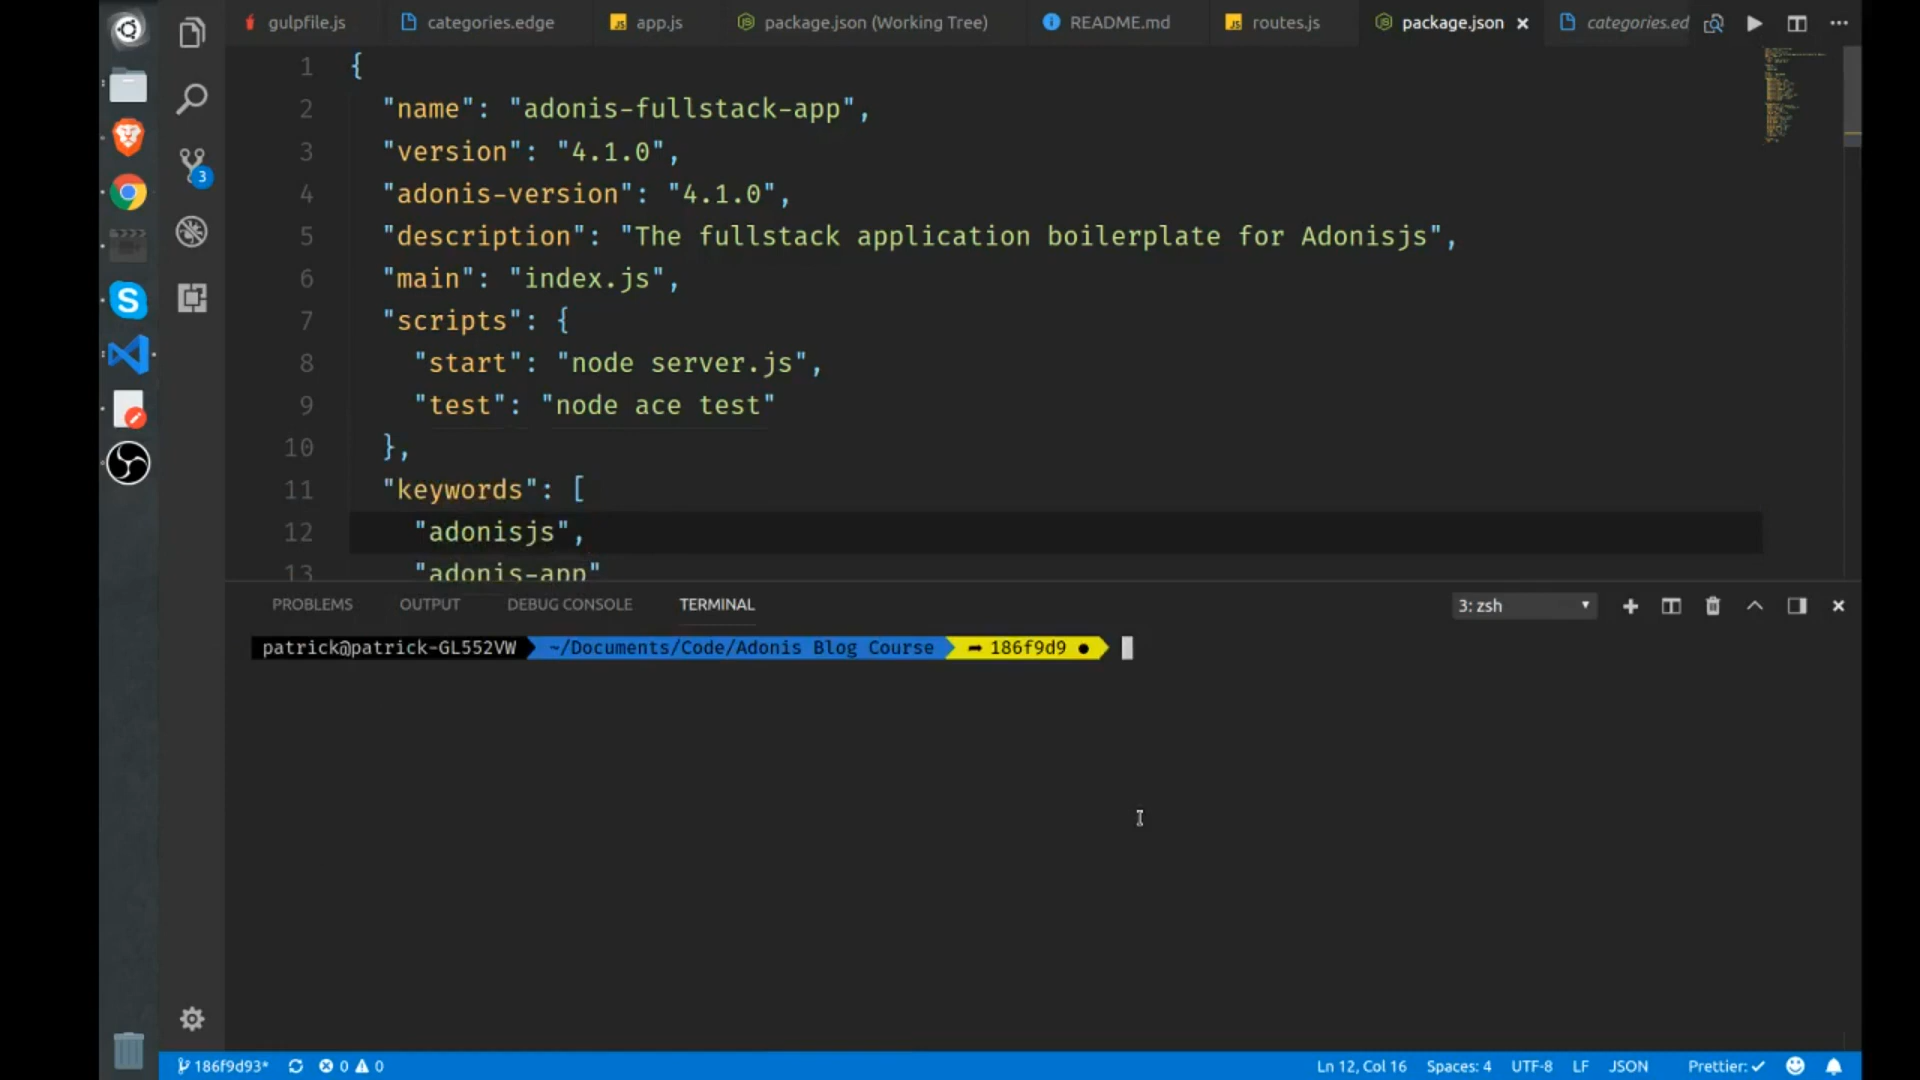 gulpfile.js categories.edge app.js package.json (Working Tree) README.md routes.js package.json categories.ed
1 {
2 "name": "adonis-fullstack-app",
3 "version": "4.1.0",
4 "adonis-version": "4.1.0",
5 "description": "The fullstack application boilerplate for Adonisjs",
6 "main": "index.js",
7 "scripts": {
8 "start": "node server.js",
9 "test": "node ace test"
10 },
11 "keywords": [
12 "adonisjs",
13 "adonis-app"
3
PROBLEMS OUTPUT DEBUG CONSOLE TERMINAL 3: zsh
patrick@patrick-GL552VW ~/Documents/Code/Adonis Blog Course ➦ 186f9d9 ●
186f9d93* 0 0 Ln 12, Col 16 Spaces: 4 UTF-8 LF JSON Prettier: ✓